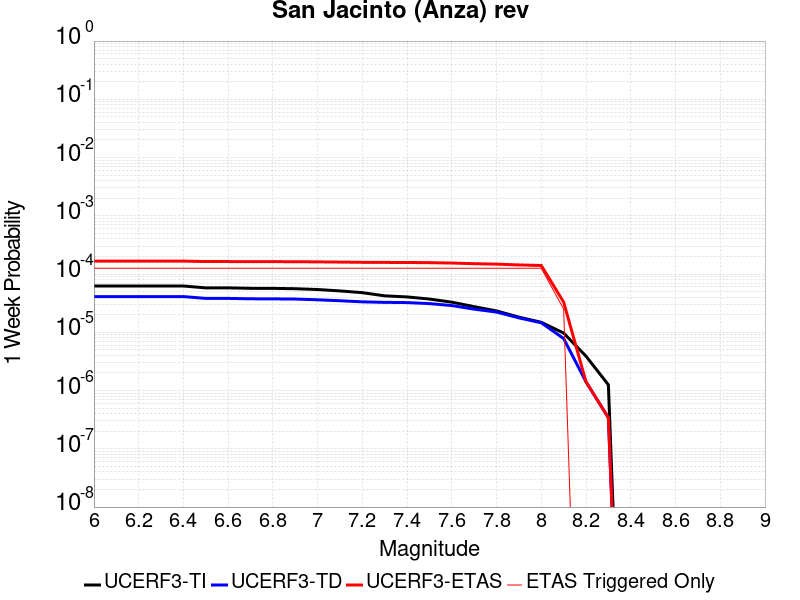 San Jacinto (Anza) rev
10^0
10^-1
10^-2
10^-3
10^-4
10^-5
10^-6
10^-7
10^-8
1 Week Probability
6 6.2 6.4 6.6 6.8 7 7.2 7.4 7.6 7.8 8 8.2 8.4 8.6 8.8 9
Magnitude
UCERF3-TI UCERF3-TD UCERF3-ETAS ETAS Triggered Only